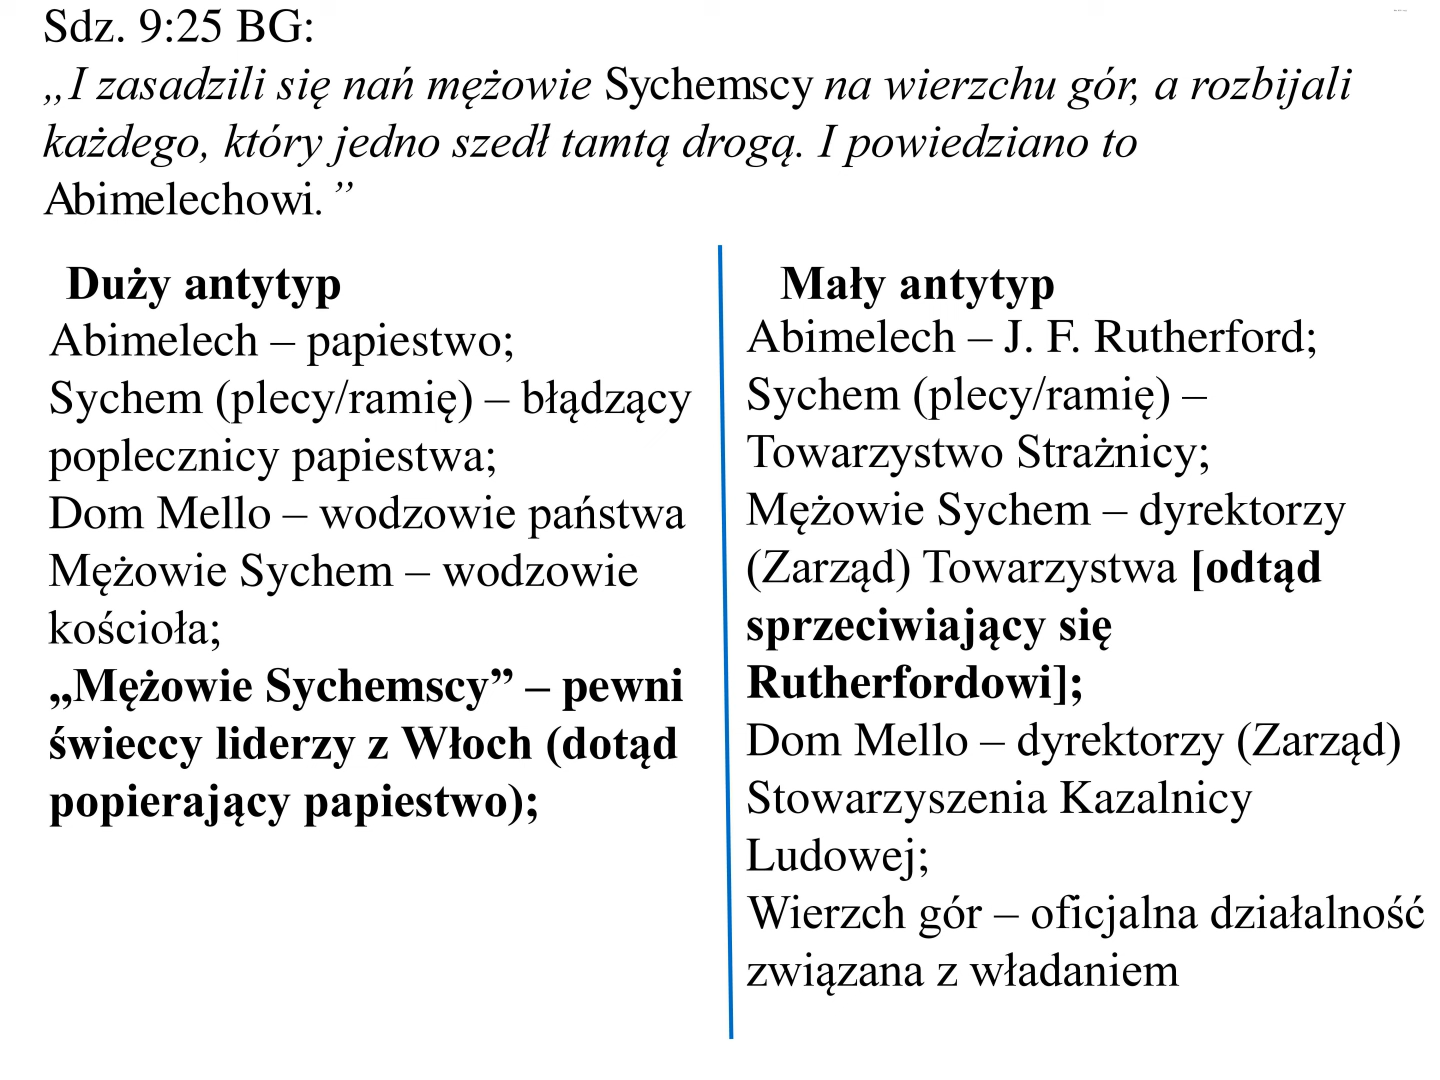 Sdz. 9:25 BG:
„I zasadzili się nań mężowie Sychemscy na wierzchu gór, a rozbijali
każdego, który jedno szedł tamtą drogą. I powiedziano to
Abimelechowi. ”
Duży antytyp
Abimelech – papiestwo;
Sychem (plecy/ramię) – błądzący
poplecznicy papiestwa;
Dom Mello – wodzowie państwa
Mężowie Sychem – wodzowie
kościoła;
„Mężowie Sychemscy” – pewni
świeccy liderzy z Włoch (dotąd
popierający papiestwo);
Mały antytyp
Abimelech – J. F. Rutherford;
Sychem (plecy/ramię) –
Towarzystwo Strażnicy;
Mężowie Sychem – dyrektorzy
(Zarząd) Towarzystwa [odtąd
sprzeciwiający się
Rutherfordowi];
Dom Mello – dyrektorzy (Zarząd)
Stowarzyszenia Kazalnicy
Ludowej;
Wierzch gór – oficjalna działalność
związana z władaniem